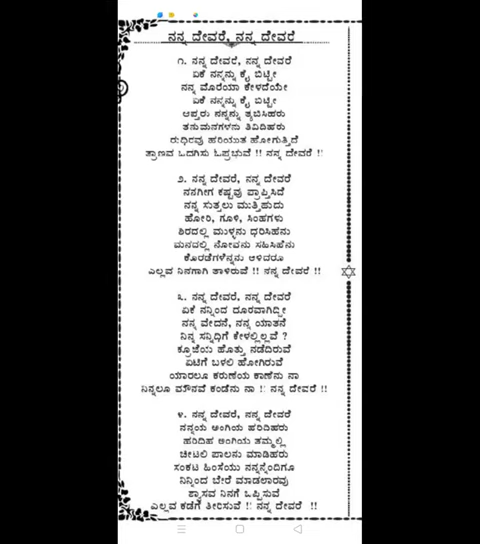 ನನ್ನ ದೇವರೆ, ನನ್ನ ದೇವರೆ
೧. ನನ್ನ ದೇವರೆ, ನನ್ನ ದೇವರೆ
ಏಕೆ ನನ್ನನ್ನು ಕೈ ಬಿಟ್ಟೀ
ನನ್ನ ಮೊರೆಯಾ ಕೇಳದೆಯೇ
ಏಕೆ ನನ್ನನ್ನು ಕೈ ಬಿಟ್ಟೀ
ಆಪ್ತರು ನನ್ನನ್ನು ತ್ಯಜಿಸಿಹರು
ತನುಮನಗಳನು ತಿವಿದಿಹರು
ರುಧಿರವು ಹರಿಯುತ ಹೋಗುತ್ತಿದೆ
ತ್ರಾಣವ ಒದಗಿಸು ಓ ಪ್ರಭುವೆ !! ನನ್ನ ದೇವರೆ !!
೨. ನನ್ನ ದೇವರೆ, ನನ್ನ ದೇವರೆ
ನನಗೀಗ ಕಷ್ಟವು ಪ್ರಾಪ್ತಿಸಿದೆ
ನನ್ನ ಸುತ್ತಲು ಮುತ್ತಿಹುದು
ಹೋರಿ, ಗೂಳಿ, ಸಿಂಹಗಳು
ಶಿರದಲ್ಲಿ ಮುಳ್ಳನು ಧರಿಸಿಹೆನು
ಮನದಲ್ಲಿ ನೋವನು ಸಹಿಸಿಹೆನು
ಕೊರಡೆಗಳೆನ್ನನು ಆಳಿದರೂ
ಎಲ್ಲವ ನಿನಗಾಗಿ ತಾಳಿರುವೆ !! ನನ್ನ ದೇವರೆ !!
೩. ನನ್ನ ದೇವರೆ, ನನ್ನ ದೇವರೆ
ಏಕೆ ನನ್ನಿಂದ ದೂರವಾಗಿದ್ದೀ
ನನ್ನ ವೇದನೆ, ನನ್ನ ಯಾತನೆ
ನಿನ್ನ ಸನ್ನಿಧಿಗೆ ಕೇಳಲ್ಲಿಲ್ಲವೆ ?
ಕ್ರೂಜೆಯ ಹೊತ್ತು ನಡೆದಿರುವೆ
ಏಟಿಗೆ ಬಳಲಿ ಹೋಗಿರುವೆ
ಯಾರಲೂ ಕರುಣೆಯ ಕಾಣೆನು ನಾ
ನಿನ್ನಲೂ ಮೌನವೆ ಕಂಡೆನು ನಾ !! ನನ್ನ ದೇವರೆ !!
೪. ನನ್ನ ದೇವರೆ, ನನ್ನ ದೇವರೆ
ನನ್ನಯ ಅಂಗಿಯ ಹರಿದಿಹರು
ಹರಿದಿಹ ಅಂಗಿಯ ತಮ್ಮಲ್ಲಿ
ಚೀಟಲಿ ಪಾಲನು ಮಾಡಿಹರು
ಸಂಕಟ ಹಿಂಸೆಯು ನನ್ನನ್ನೆಂದಿಗೂ
ನಿನ್ನಿಂದ ಬೇರೆ ಮಾಡಲಾರವು
ಶ್ವಾಸವ ನಿನಗೆ ಒಪ್ಪಿಸುವೆ
ಎಲ್ಲವ ಕಡೆಗೆ ತೀರಿಸುವೆ !! ನನ್ನ ದೇವರೆ !!